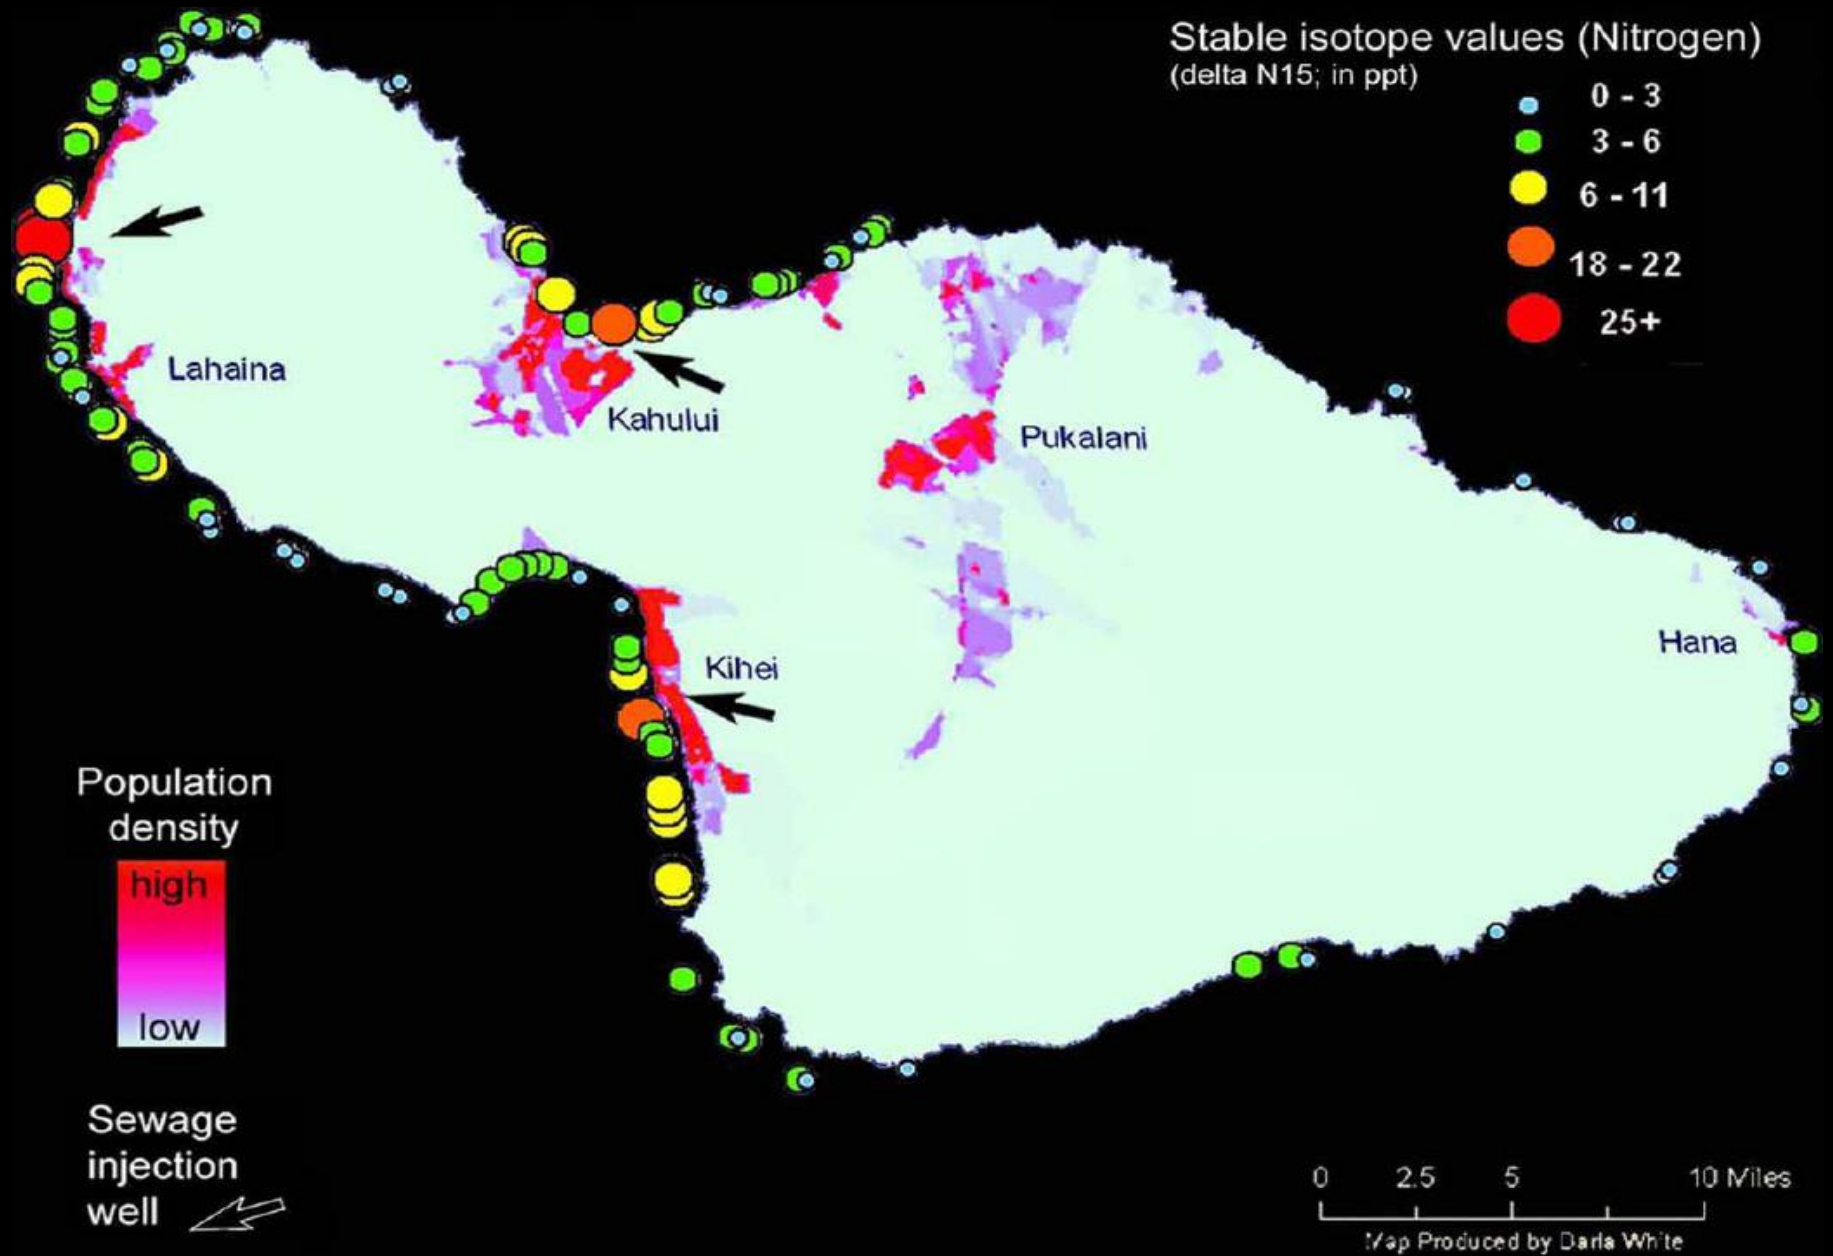 Stable isotope values (Nitrogen)
(delta N15; in ppt)
0 - 3
3 - 6
6 - 11
18 - 22
25+
Lahaina
Kahului
Pukalani
Kihei
Hana
Population
density
high
low
Sewage
injection
well
0 2.5 5 10 Miles
Map Produced by Darla White